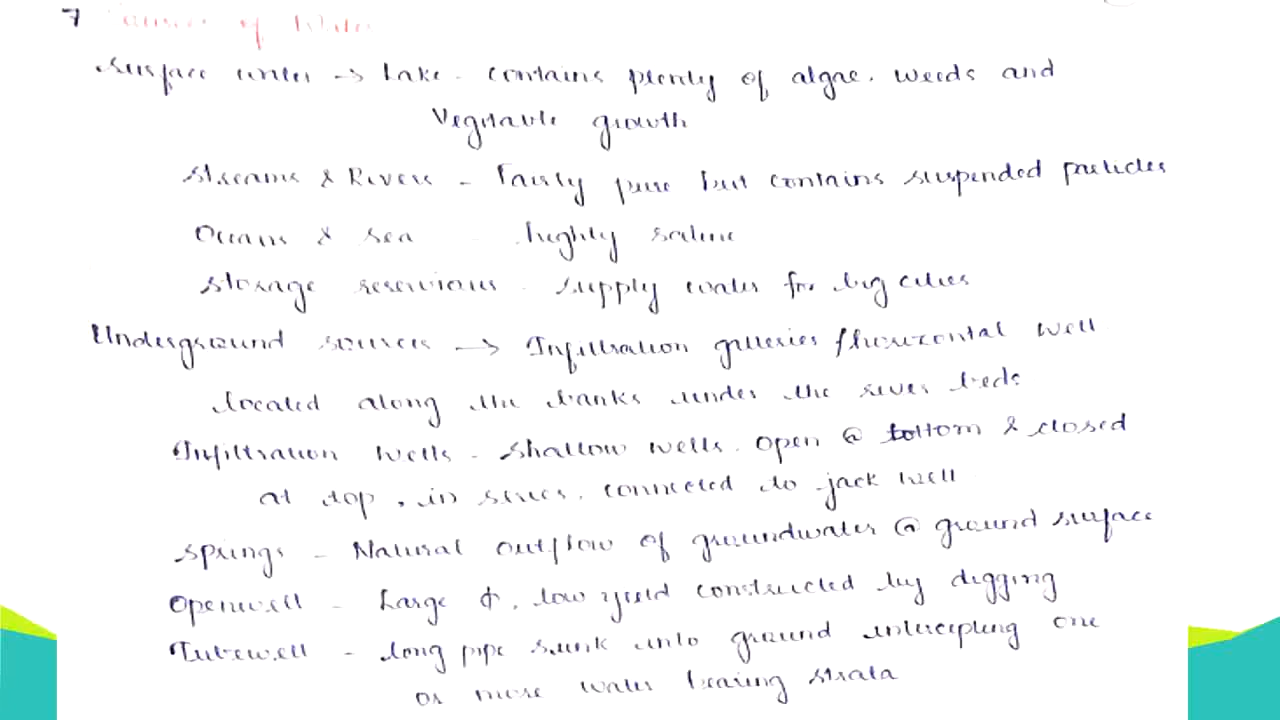 7 Sources of Water
Surface water → Lake - contains plenty of algae, weeds and
Vegetable growth
Streams & Rivers - Fairly pure but contains suspended particles
Oceans & sea - highly saline
Storage reserviours - supply water for big cities
Underground sources → Infiltration galleries / horizontal well
located along the banks under the river beds
Infiltration wells - shallow wells. open @ bottom & closed
at top, in series, connected to jack well
Springs - Natural outflow of groundwater @ ground surface
Openwell - Large ϕ, low yield constructed by digging
Tubewell - long pipe sunk into ground intercepting one
or more water bearing strata